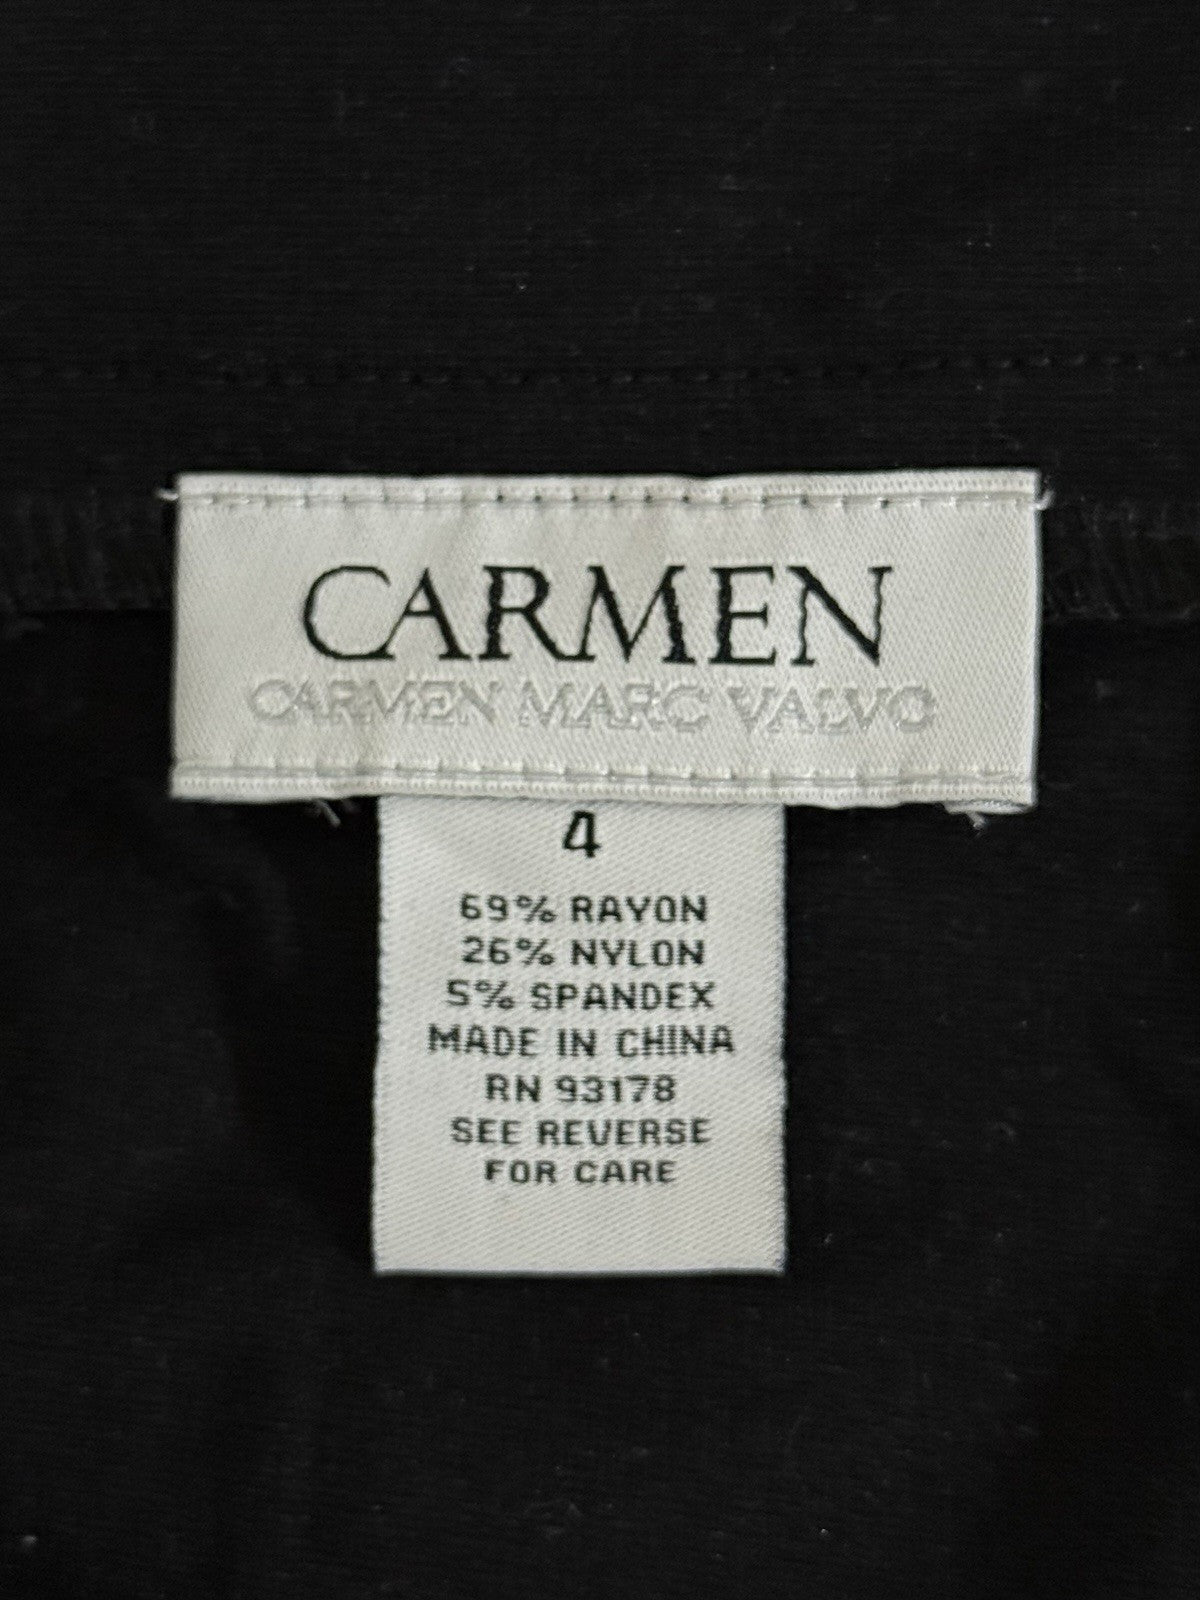 CARMEN
CARMEN MARC VALVO
4
69% RAYON
26% NYLON
5% SPANDEX
MADE IN CHINA
RN 93178
SEE REVERSE
FOR CARE